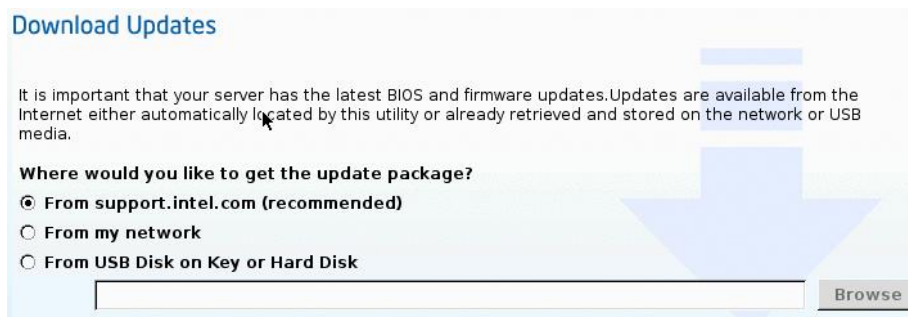 Download Updates
It is important that your server has the latest BIOS and firmware updates.Updates are available from the
Internet either automatically located by this utility or already retrieved and stored on the network or USB
media.
Where would you like to get the update package?
From support.intel.com (recommended)
From my network
From USB Disk on Key or Hard Disk
Browse